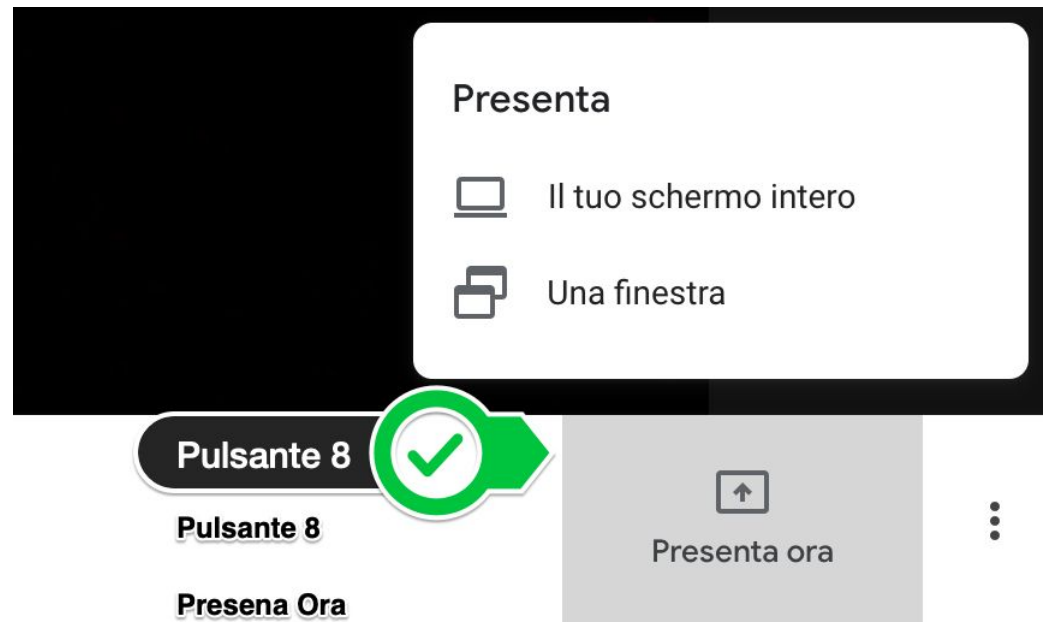 Presenta
Il tuo schermo intero
Una finestra
Pulsante 8
Pulsante 8
Presena Ora
Presenta ora